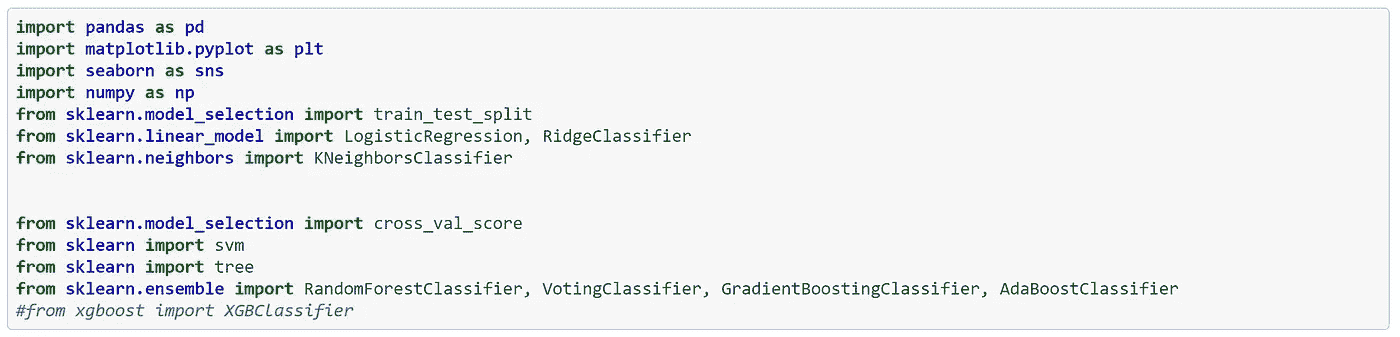 import pandas as pd
import matplotlib.pyplot as plt
import seaborn as sns
import numpy as np
from sklearn.model_selection import train_test_split
from sklearn.linear_model import LogisticRegression, RidgeClassifier
from sklearn.neighbors import KNeighborsClassifier
from sklearn.model_selection import cross_val_score
from sklearn import svm
from sklearn import tree
from sklearn.ensemble import RandomForestClassifier, VotingClassifier, GradientBoostingClassifier, AdaBoostClassifier
#from xgboost import XGBClassifier